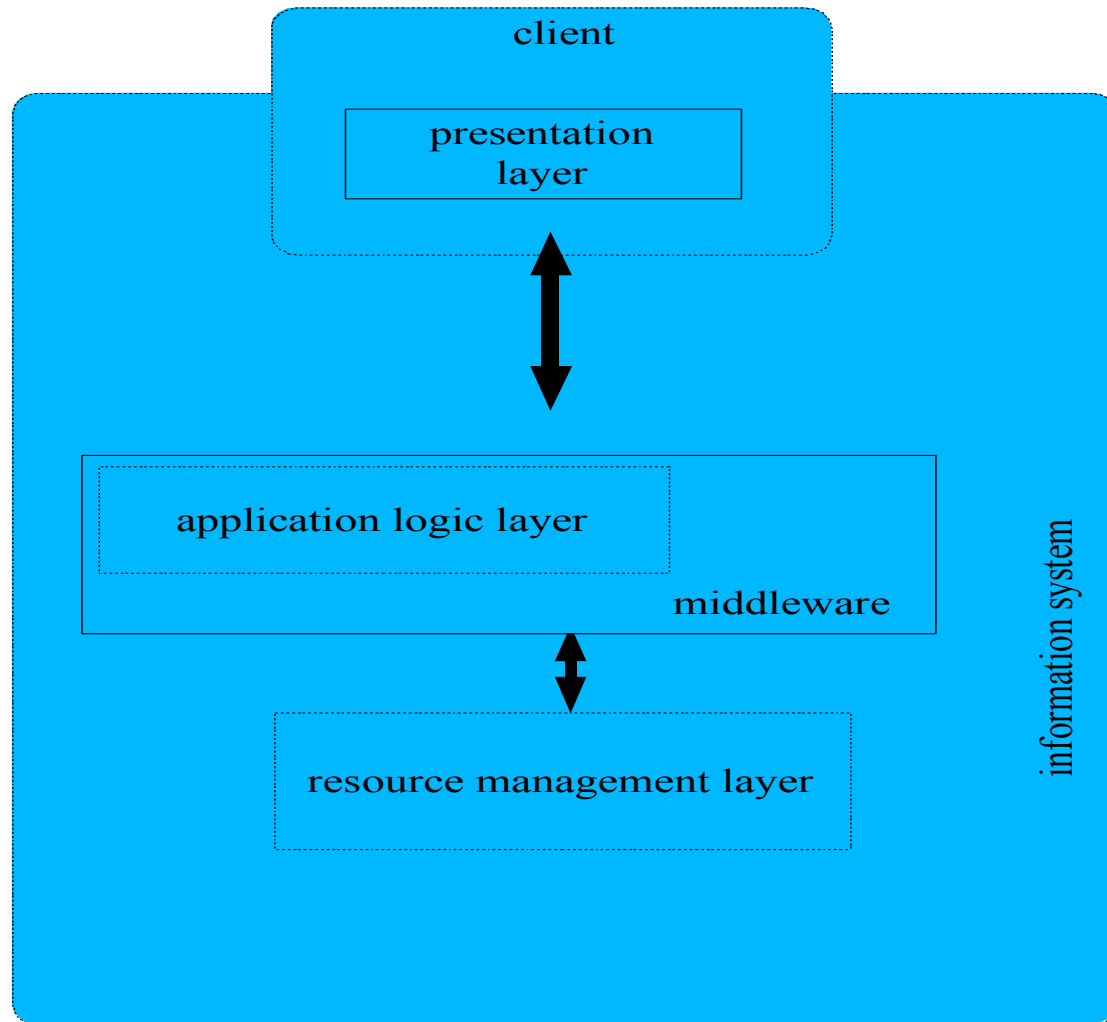 client
presentation
layer
application logic layer
middleware
information system
resource management layer